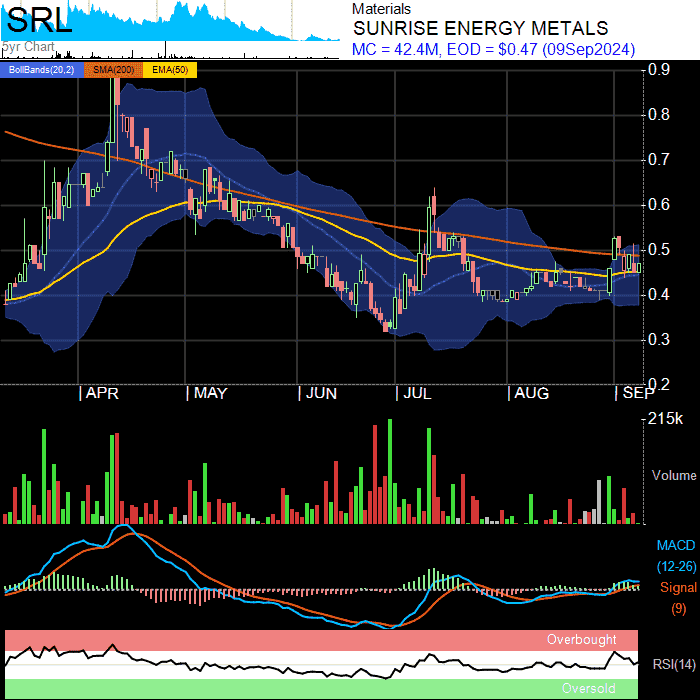 SRL
5yr Chart
Materials
SUNRISE ENERGY METALS
MC = 42.4M, EOD = $0.47 (09Sep2024)
BollBands(20,2) SMA(200) EMA(50)
0.9
0.8
0.7
0.6
0.5
0.4
0.3
0.2
APR MAY JUN JUL AUG SEP
215k
Volume
MACD
(12-26)
Signal
(9)
Overbought
RSI(14)
Oversold